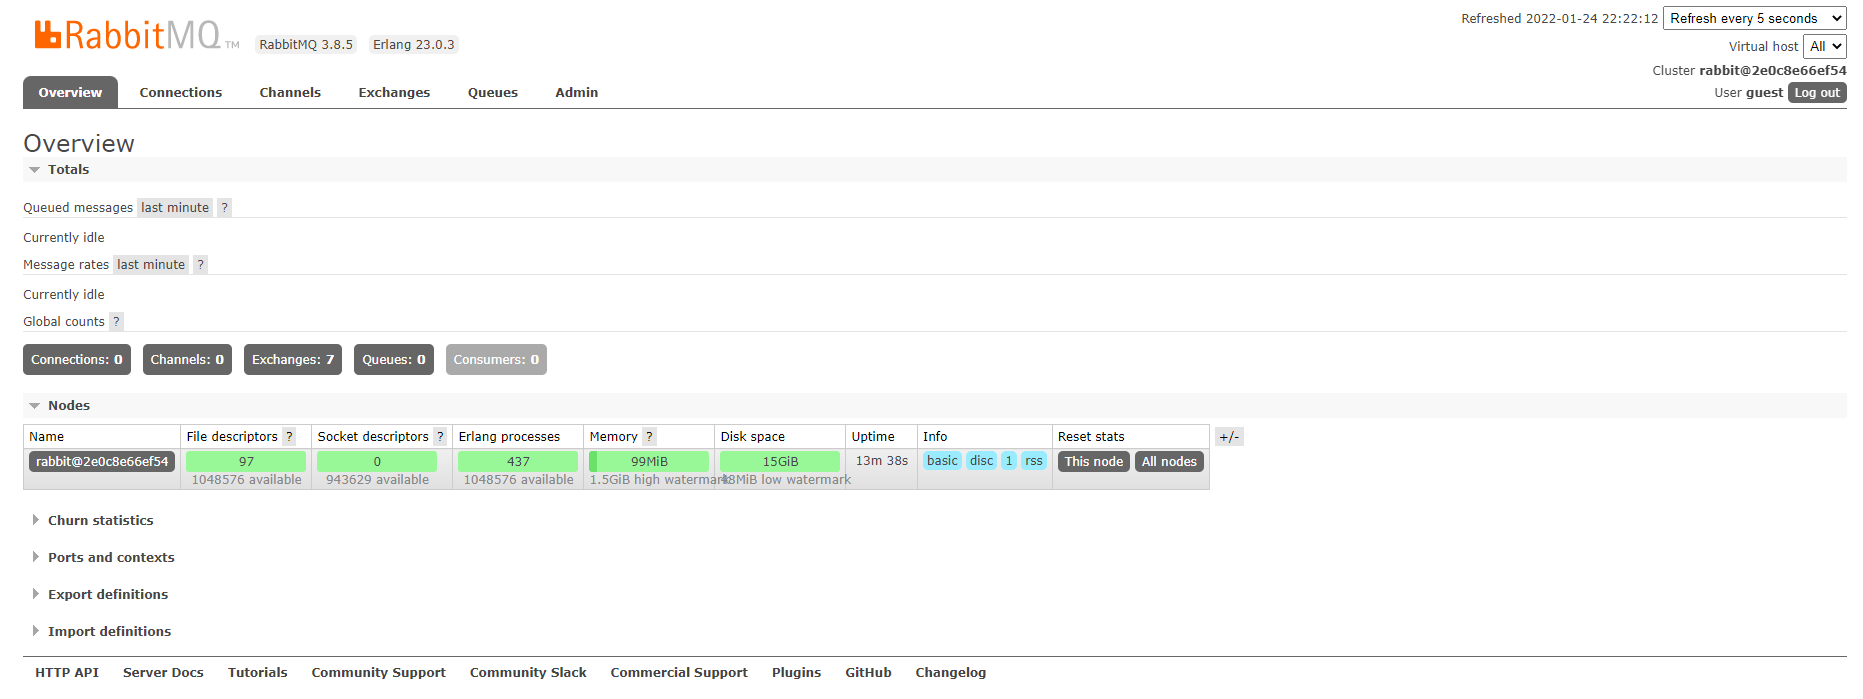 RabbitMQ TM RabbitMQ 3.8.5 Erlang 23.0.3
Refreshed 2022-01-24 22:22:12 Refresh every 5 seconds
Virtual host All
Cluster rabbit@2e0c8e66ef54
User guest Log out
Overview Connections Channels Exchanges Queues Admin
Overview
Totals
Queued messages last minute ?
Currently idle
Message rates last minute ?
Currently idle
Global counts ?
Connections: 0 Channels: 0 Exchanges: 7 Queues: 0 Consumers: 0
Nodes
Name File descriptors ? Socket descriptors ? Erlang processes Memory ? Disk space Uptime Info Reset stats +/-
rabbit@2e0c8e66ef54 97 0 437 99MiB 15GiB 13m 38s basic disc 1 rss This node All nodes
1048576 available 943629 available 1048576 available 1.5GiB high watermark 48MiB low watermark
Churn statistics
Ports and contexts
Export definitions
Import definitions
HTTP API Server Docs Tutorials Community Support Community Slack Commercial Support Plugins GitHub Changelog